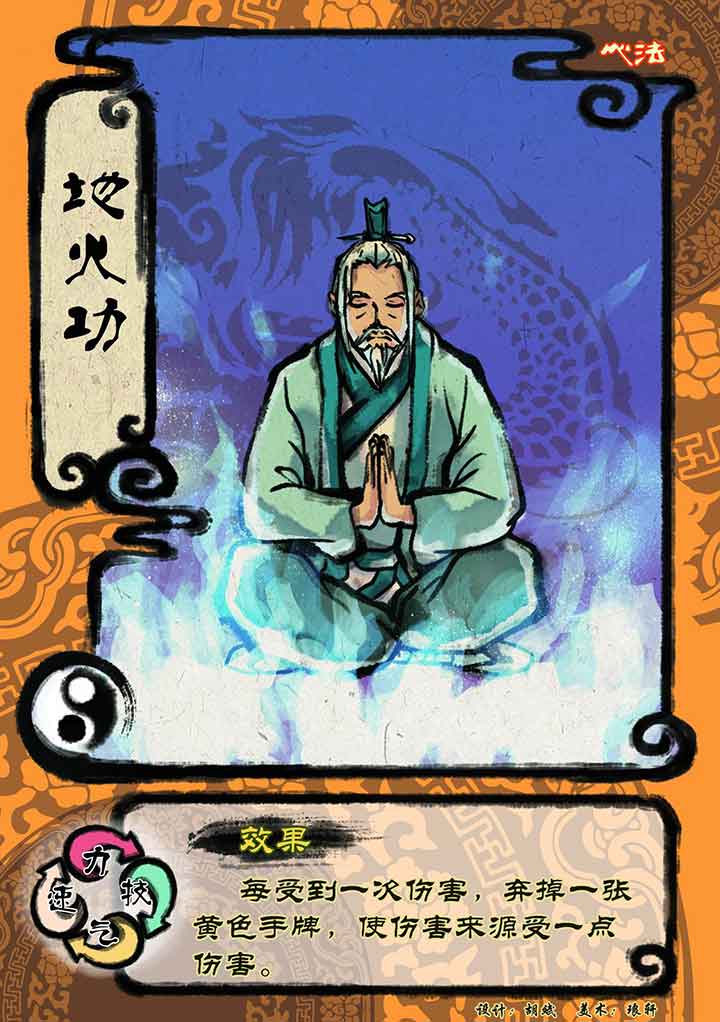 心法
地火功
效果
每受到一次伤害，弃掉一张
黄色手牌，使伤害来源受一点
伤害。
力
速 技
气
设计：胡斌 美术：琅轩